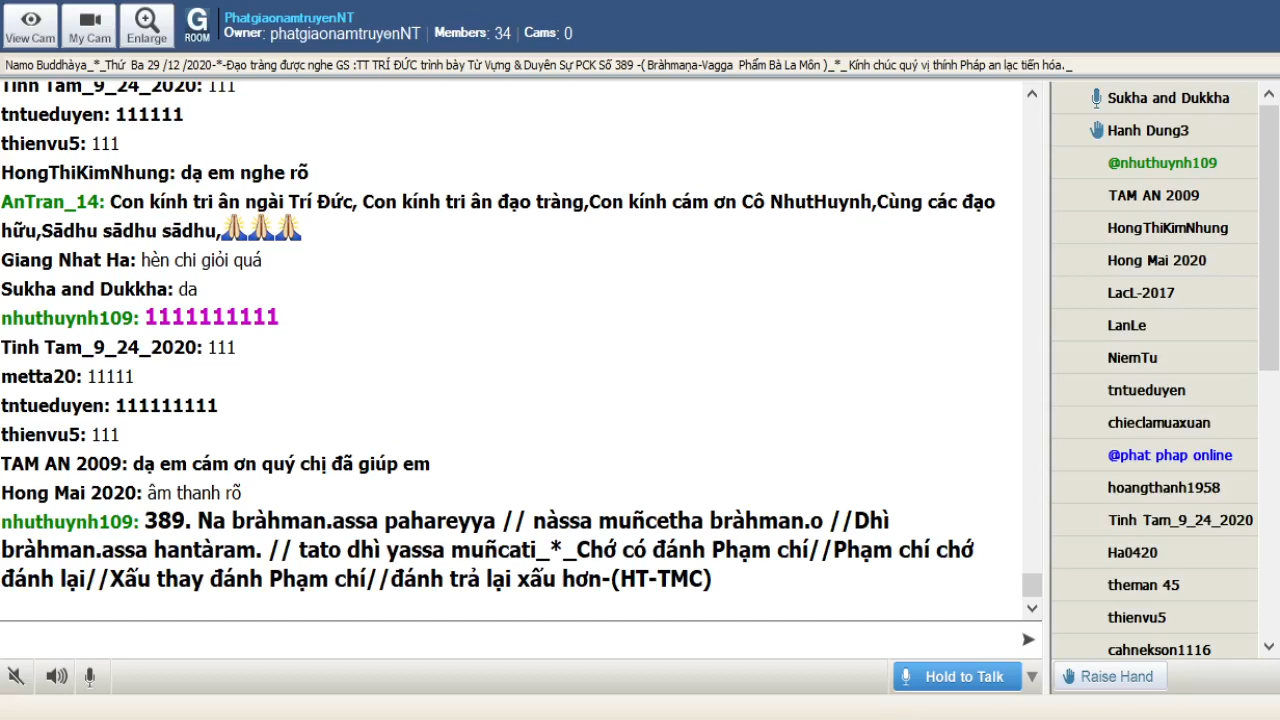 View Cam
My Cam
Enlarge
G
ROOM
PhatgiaonamtruyenNT
Owner: phatgiaonamtruyenNT | Members: 34 | Cams: 0
Namo Buddhàya_*_Thứ Ba 29 /12 /2020-*-Đạo tràng được nghe GS :TT TRÍ ĐỨC trình bày Từ Vựng & Duyên Sự PCK Số 389 -( Bràhmaṇa-Vagga Phẩm Bà La Môn )_*_ Kính chúc quý vị thính Pháp an lạc tiến hóa._
Tinh Tam_9_24_2020: 111
tntueduyen: 111111
thienvu5: 111
HongThiKimNhung: dạ em nghe rõ
AnTran_14: Con kính tri ân ngài Trí Đức, Con kính tri ân đạo tràng,Con kính cám ơn Cô NhutHuynh,Cùng các đạo
hữu,Sādhu sādhu sādhu,🙏🙏🙏
Giang Nhat Ha: hèn chi giỏi quá
Sukha and Dukkha: da
nhuthuynh109: 1111111111
Tinh Tam_9_24_2020: 111
metta20: 11111
tntueduyen: 111111111
thienvu5: 111
TAM AN 2009: dạ em cám ơn quý chị đã giúp em
Hong Mai 2020: âm thanh rõ
nhuthuynh109: 389. Na bràhman.assa pahareyya // nàssa muñcetha bràhman.o //Dhì
bràhman.assa hantàram. // tato dhì yassa muñcati_*_Chớ có đánh Phạm chí//Phạm chí chớ
đánh lại//Xấu thay đánh Phạm chí//đánh trả lại xấu hơn-(HT-TMC)
Hold to Talk
Sukha and Dukkha
Hanh Dung3
@nhuthuynh109
TAM AN 2009
HongThiKimNhung
Hong Mai 2020
LacL-2017
LanLe
NiemTu
tntueduyen
chieclamuaxuan
@phat phap online
hoangthanh1958
Tinh Tam_9_24_2020
Ha0420
theman 45
thienvu5
cahnekson1116
Raise Hand